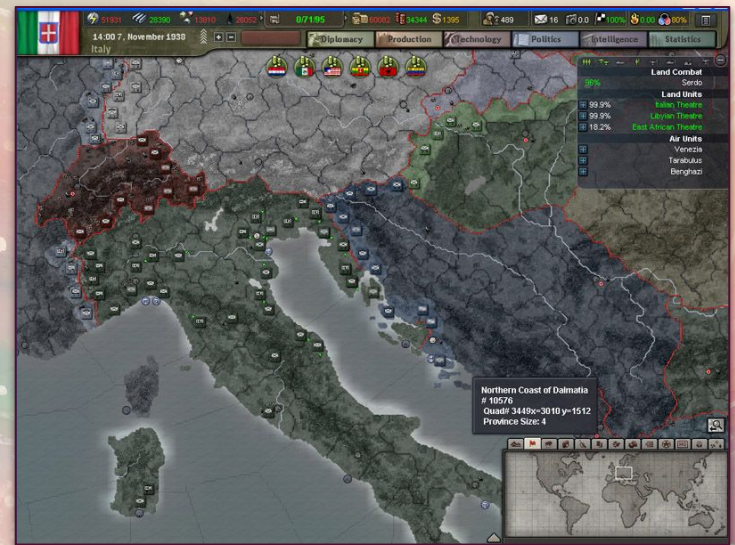 51931 28390 13810 28052 0/71/95 60002 34344 $1395 489 16 0.0 100% 0.00 80%
14:00 7, November 1938
Italy
Diplomacy Production Technology Politics Intelligence Statistics
Land Combat
96% Serdo
Land Units
99.9% Italian Theatre
99.9% Libyian Theatre
18.2% East African Theatre
Air Units
Venezia
Tarabulus
Benghazi
Northern Coast of Dalmatia
# 10576
Quad# 3449x=3010 y=1512
Province Size: 4